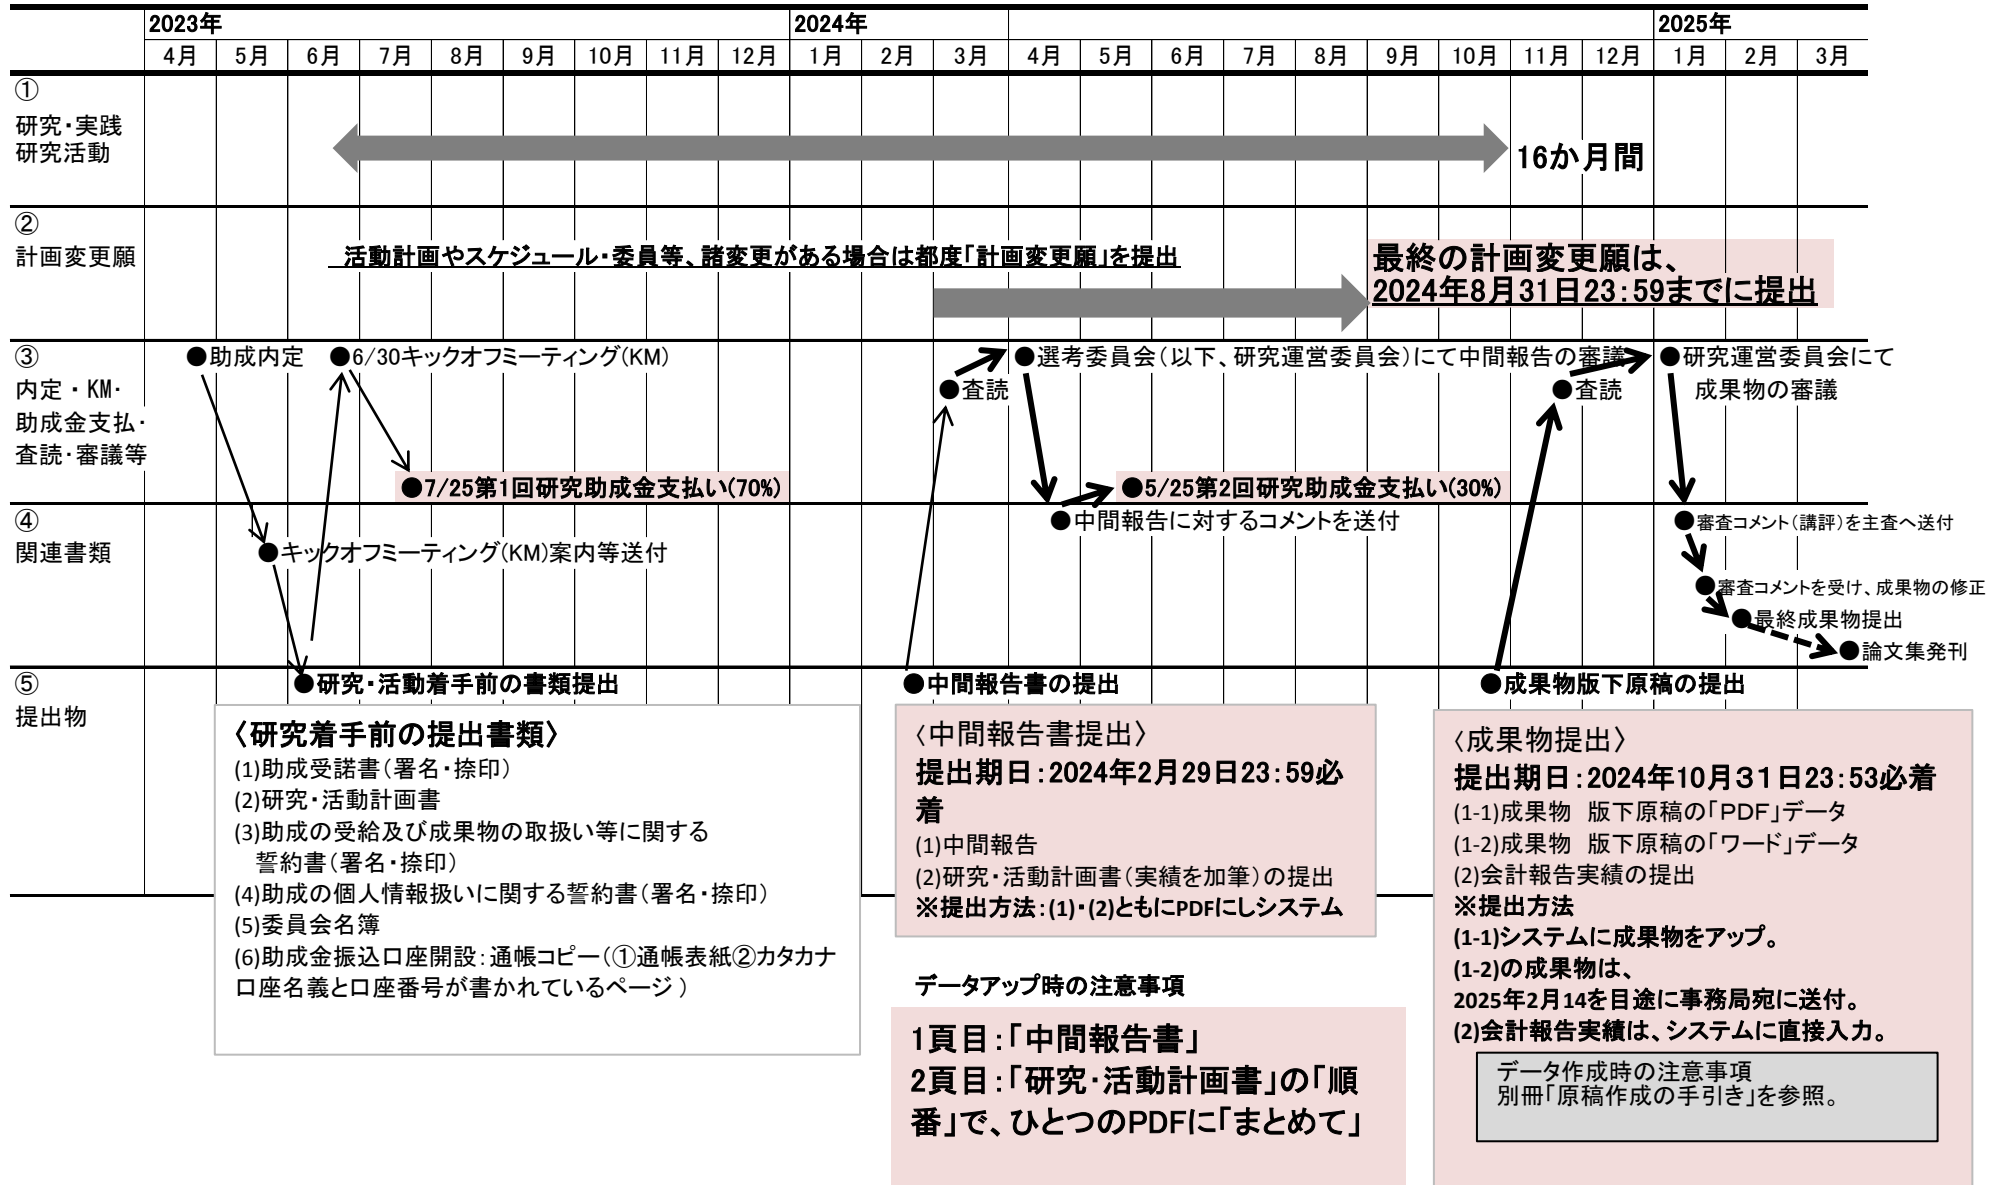 2023年 2024年 2025年
4月 5月 6月 7月 8月 9月 10月 11月 12月 1月 2月 3月 4月 5月 6月 7月 8月 9月 10月 11月 12月 1月 2月 3月
①
研究・実践
研究活動
16か月間
②
計画変更願
活動計画やスケジュール・委員等、諸変更がある場合は都度「計画変更願」を提出
最終の計画変更願は、
2024年8月31日23:59までに提出
③
内定・KM・
助成金支払・
査読・審議等
●助成内定
●6/30キックオフミーティング(KM)
●7/25第1回研究助成金支払い(70%)
●査読
●選考委員会(以下、研究運営委員会)にて中間報告の審議
●5/25第2回研究助成金支払い(30%)
●査読
●研究運営委員会にて
成果物の審議
④
関連書類
●キックオフミーティング(KM)案内等送付
●中間報告に対するコメントを送付
●審査コメント(講評)を主査へ送付
●審査コメントを受け、成果物の修正
●最終成果物提出
●論文集発刊
⑤
提出物
●研究・活動着手前の書類提出
〈研究着手前の提出書類〉
(1)助成受諾書(署名・捺印)
(2)研究・活動計画書
(3)助成の受給及び成果物の取扱い等に関する
誓約書(署名・捺印)
(4)助成の個人情報扱いに関する誓約書(署名・捺印)
(5)委員会名簿
(6)助成金振込口座開設:通帳コピー(①通帳表紙②カタカナ
口座名義と口座番号が書かれているページ)
●中間報告書の提出
〈中間報告書提出〉
提出期日:2024年2月29日23:59必
着
(1)中間報告
(2)研究・活動計画書(実績を加筆)の提出
※提出方法:(1)・(2)ともにPDFにしシステム
データアップ時の注意事項
1頁目:「中間報告書」
2頁目:「研究・活動計画書」の「順
番」で、ひとつのPDFに「まとめて」
●成果物版下原稿の提出
〈成果物提出〉
提出期日:2024年10月31日23:53必着
(1-1)成果物 版下原稿の「PDF」データ
(1-2)成果物 版下原稿の「ワード」データ
(2)会計報告実績の提出
※提出方法
(1-1)システムに成果物をアップ。
(1-2)の成果物は、
2025年2月14を目途に事務局宛に送付。
(2)会計報告実績は、システムに直接入力。
データ作成時の注意事項
別冊「原稿作成の手引き」を参照。